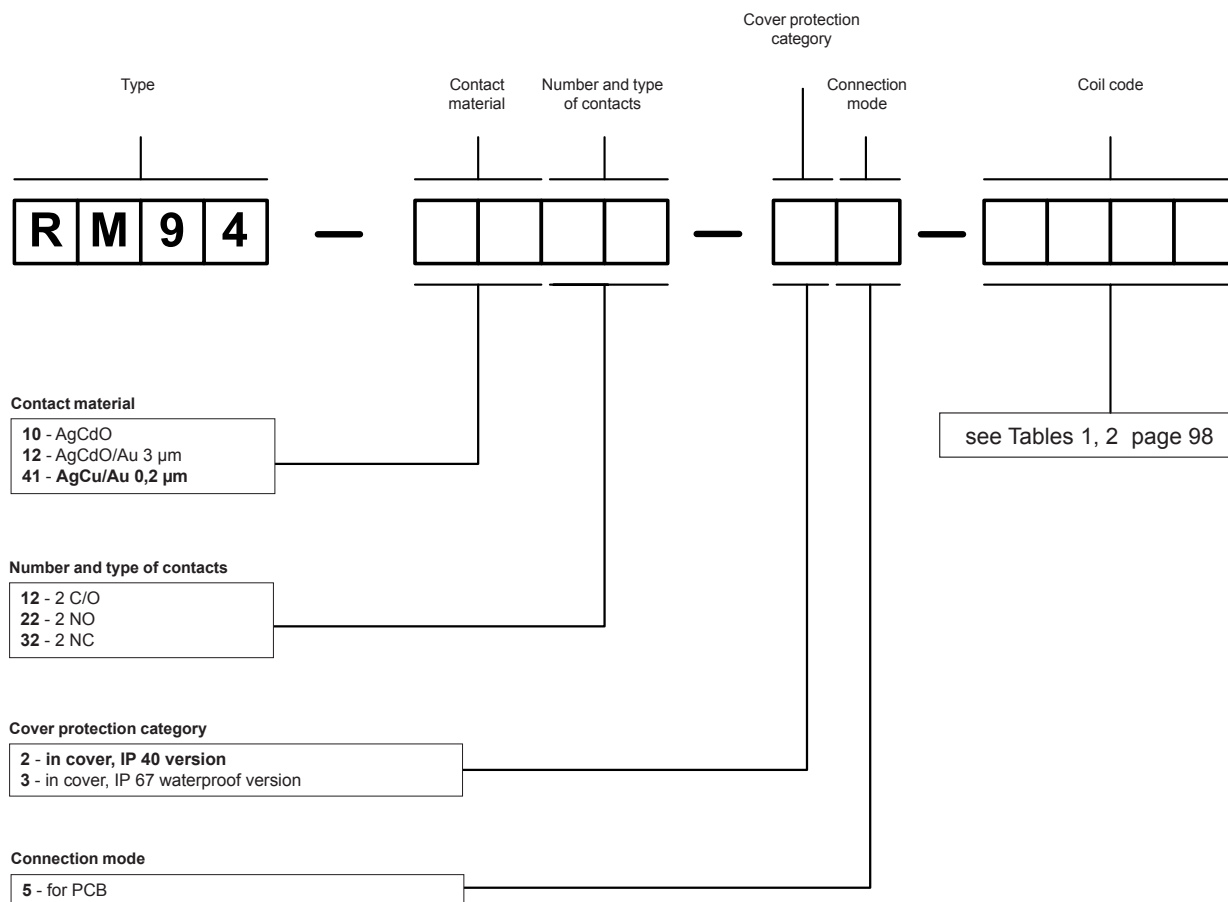 Cover protection
category
Type
Contact
material
Number and type
of contacts
Connection
mode
Coil code
R M 9 4 — — —
Contact material
10 - AgCdO
12 - AgCdO/Au 3 μm
41 - AgCu/Au 0,2 μm
see Tables 1, 2 page 98
Number and type of contacts
12 - 2 C/O
22 - 2 NO
32 - 2 NC
Cover protection category
2 - in cover, IP 40 version
3 - in cover, IP 67 waterproof version
Connection mode
5 - for PCB